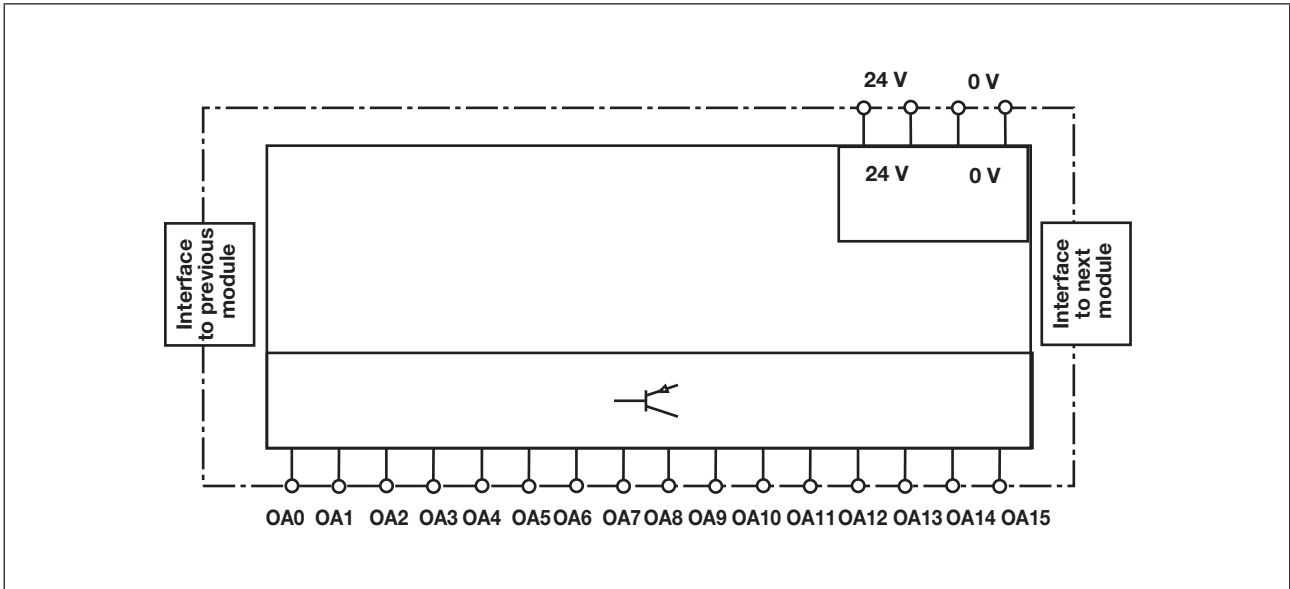 24 V 0 V
24 V 0 V
Interface
to previous
module
Interface
to next
module
OA0 OA1 OA2 OA3 OA4 OA5 OA6 OA7 OA8 OA9 OA10 OA11 OA12 OA13 OA14 OA15